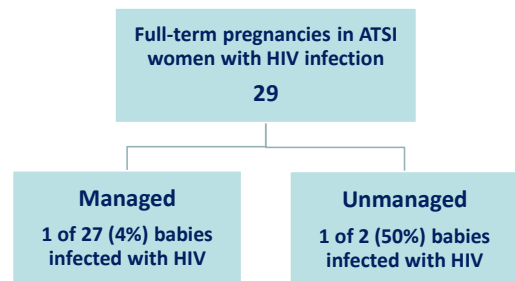 Full-term pregnancies in ATSI
women with HIV infection
29
Managed
1 of 27 (4%) babies
infected with HIV
Unmanaged
1 of 2 (50%) babies
infected with HIV